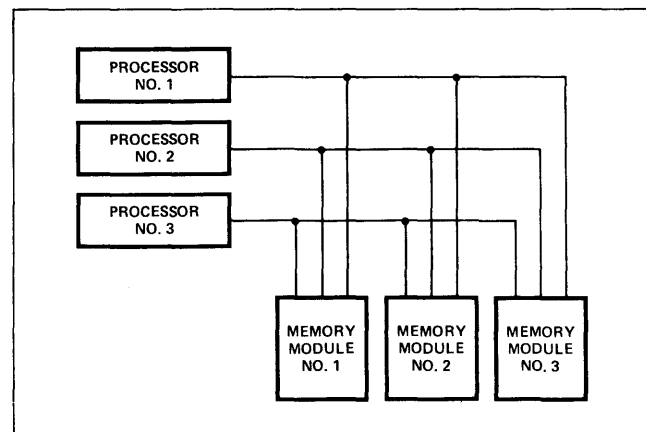 PROCESSOR
NO. 1
PROCESSOR
NO. 2
PROCESSOR
NO. 3
MEMORY
MODULE
NO. 1
MEMORY
MODULE
NO. 2
MEMORY
MODULE
NO. 3